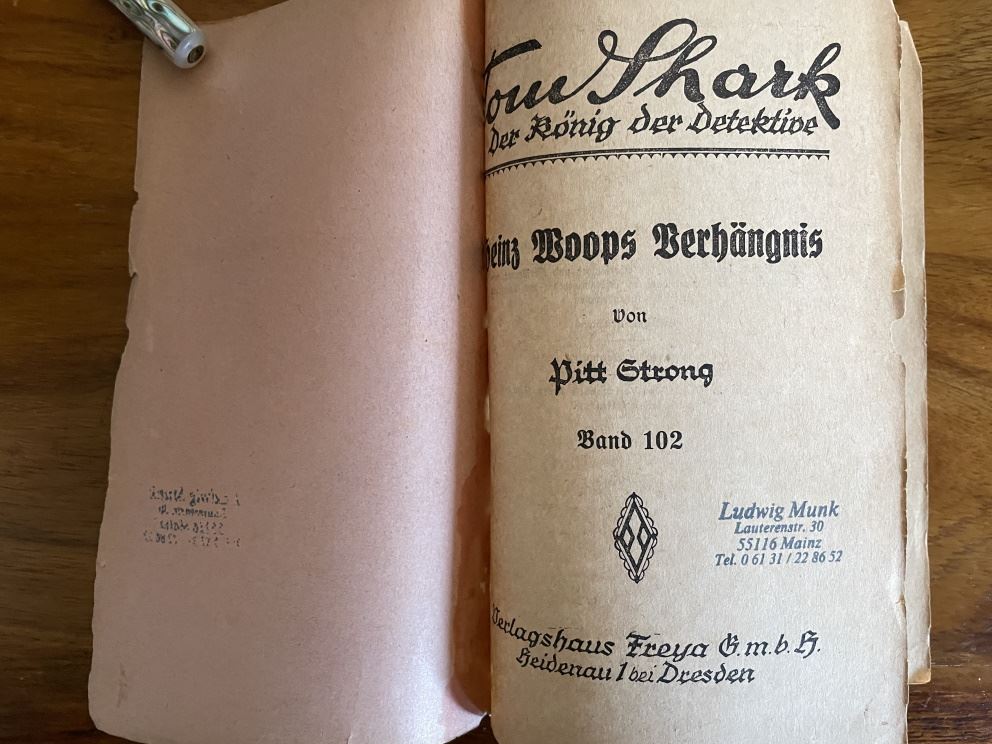 Tom Shark
der König der Detektive
Heinz Woops Verhängnis
von
Pitt Strong
Band 102
Ludwig Munk
Lauterenstr. 30
55116 Mainz
Tel. 0 61 31 / 22 86 52
Verlagshaus Freya G.m.b.H.
Heidenau 1 bei Dresden